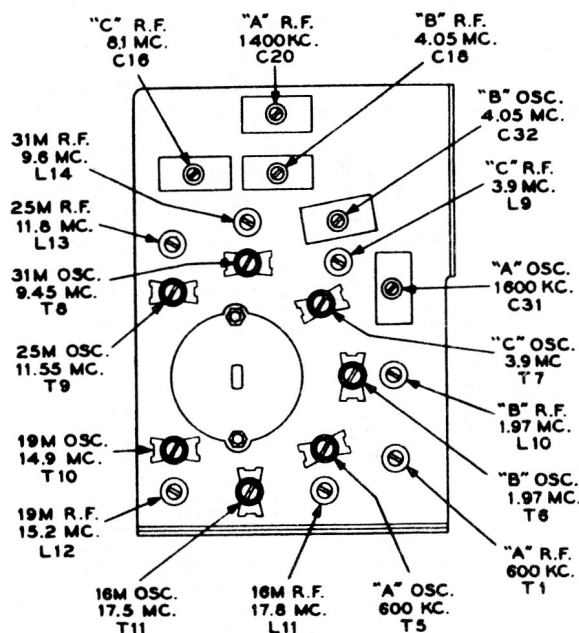 "C" R.F.
8.1 MC.
C16
"A" R.F.
1400 KC.
C20
"B" R.F.
4.05 MC.
C18
"B" OSC.
4.05 MC.
C32
31M R.F.
9.6 MC.
L14
"C" R.F.
3.9 MC.
L9
25M R.F.
11.8 MC.
L13
31M OSC.
9.45 MC.
T8
"A" OSC.
1600 KC.
C31
25M OSC.
11.55 MC.
T9
"C" OSC.
3.9 MC
T7
"B" R.F.
1.97 MC.
L10
19M OSC.
14.9 MC.
T10
"B" OSC.
1.97 MC.
T6
19M R.F.
15.2 MC.
L12
"A" R.F.
600 KC.
T1
16M OSC.
17.5 MC.
T11
16M R.F.
17.8 MC.
L11
"A" OSC.
600 KC.
T5